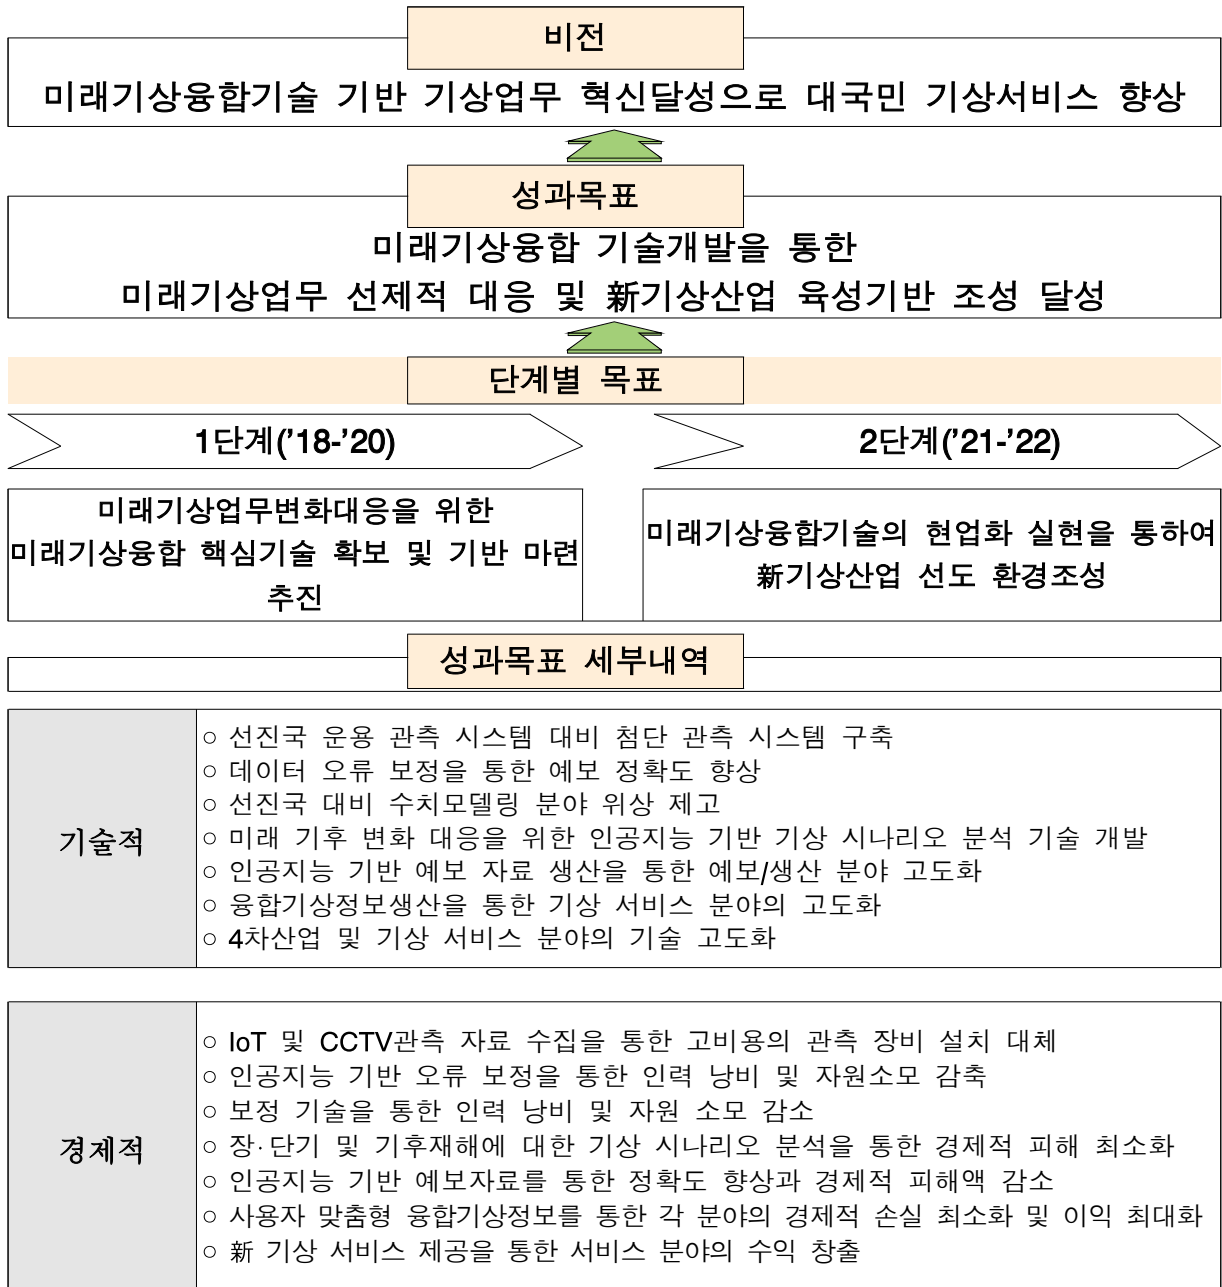 비전
미래기상융합기술 기반 기상업무 혁신달성으로 대국민 기상서비스 향상
성과목표
미래기상융합 기술개발을 통한
미래기상업무 선제적 대응 및 新기상산업 육성기반 조성 달성
단계별 목표
1단계('18-'20)
2단계('21-'22)
미래기상업무변화대응을 위한
미래기상융합 핵심기술 확보 및 기반 마련
추진
미래기상융합기술의 현업화 실현을 통하여
新기상산업 선도 환경조성
성과목표 세부내역
기술적
○ 선진국 운용 관측 시스템 대비 첨단 관측 시스템 구축
○ 데이터 오류 보정을 통한 예보 정확도 향상
○ 선진국 대비 수치모델링 분야 위상 제고
○ 미래 기후 변화 대응을 위한 인공지능 기반 기상 시나리오 분석 기술 개발
○ 인공지능 기반 예보 자료 생산을 통한 예보/생산 분야 고도화
○ 융합기상정보생산을 통한 기상 서비스 분야의 고도화
○ 4차산업 및 기상 서비스 분야의 기술 고도화
경제적
○ IoT 및 CCTV관측 자료 수집을 통한 고비용의 관측 장비 설치 대체
○ 인공지능 기반 오류 보정을 통한 인력 낭비 및 자원소모 감축
○ 보정 기술을 통한 인력 낭비 및 자원 소모 감소
○ 장·단기 및 기후재해에 대한 기상 시나리오 분석을 통한 경제적 피해 최소화
○ 인공지능 기반 예보자료를 통한 정확도 향상과 경제적 피해액 감소
○ 사용자 맞춤형 융합기상정보를 통한 각 분야의 경제적 손실 최소화 및 이익 최대화
○ 新 기상 서비스 제공을 통한 서비스 분야의 수익 창출